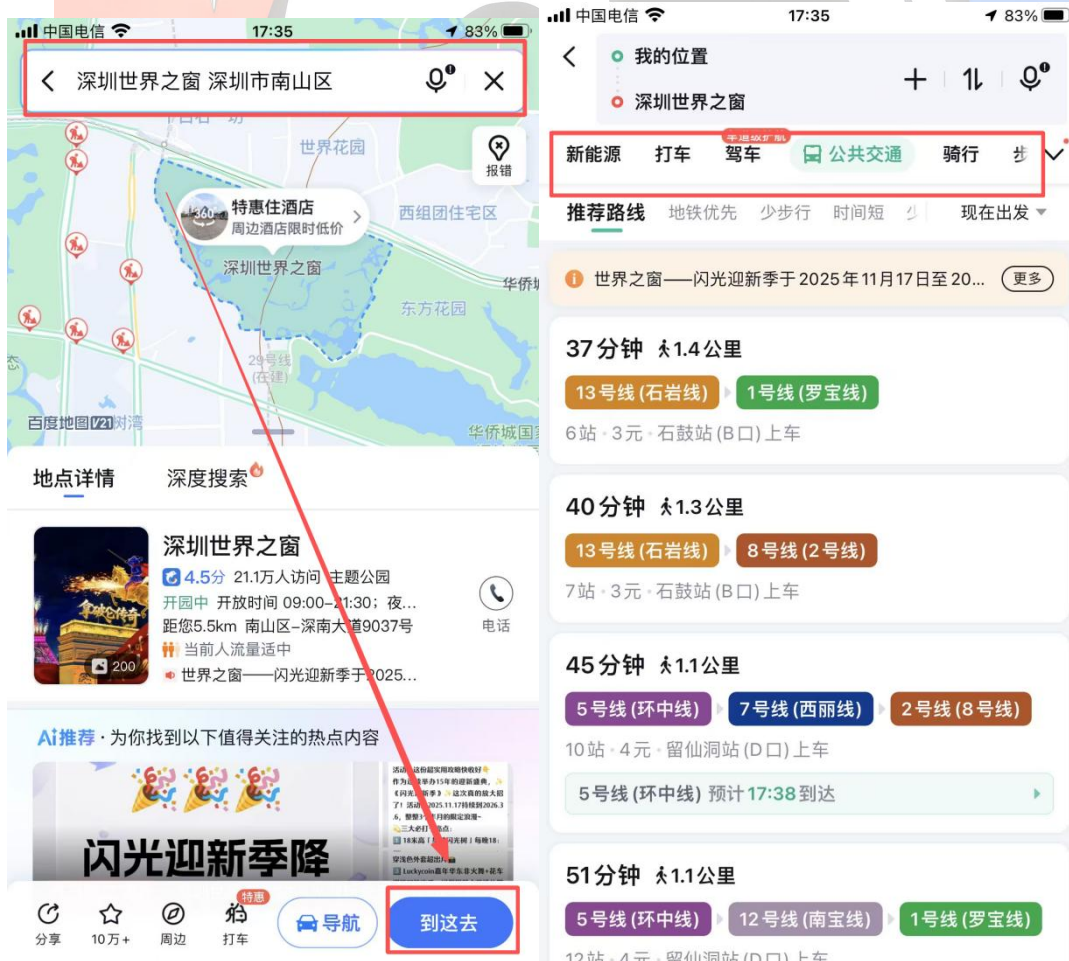 中国电信 17:35 83%
深圳世界之窗 深圳市南山区
世界花园
报错
特惠住酒店
360°
周边酒店限时低价
西组团住宅区
深圳世界之窗
东方花园
29号线
(在建)
百度地图 V21 树湾
地点详情 深度搜索
深圳世界之窗
4.5分 21.1万人访问 主题公园
开园中 开放时间 09:00-21:30；夜...
距您5.5km 南山区-深南大道9037号
电话
当前人流量适中
200
世界之窗——闪光迎新季于2025...
Ai推荐·为你找到以下值得关注的热点内容
闪光迎新季降
特惠
分享 10万+ 周边 打车 导航 到这去
中国电信 17:35 83%
我的位置
深圳世界之窗
新能源 打车 驾车 公共交通 骑行
推荐路线 地铁优先 少步行 时间短 现在出发
世界之窗——闪光迎新季于2025年11月17日至20... 更多
37分钟 1.4公里
13号线(石岩线) 1号线(罗宝线)
6站·3元·石鼓站(B口)上车
40分钟 1.3公里
13号线(石岩线) 8号线(2号线)
7站·3元·石鼓站(B口)上车
45分钟 1.1公里
5号线(环中线) 7号线(西丽线) 2号线(8号线)
10站·4元·留仙洞站(D口)上车
5号线(环中线) 预计17:38到达
51分钟 1.1公里
5号线(环中线) 12号线(南宝线) 1号线(罗宝线)
12站·4元·留仙洞站(D口)上车